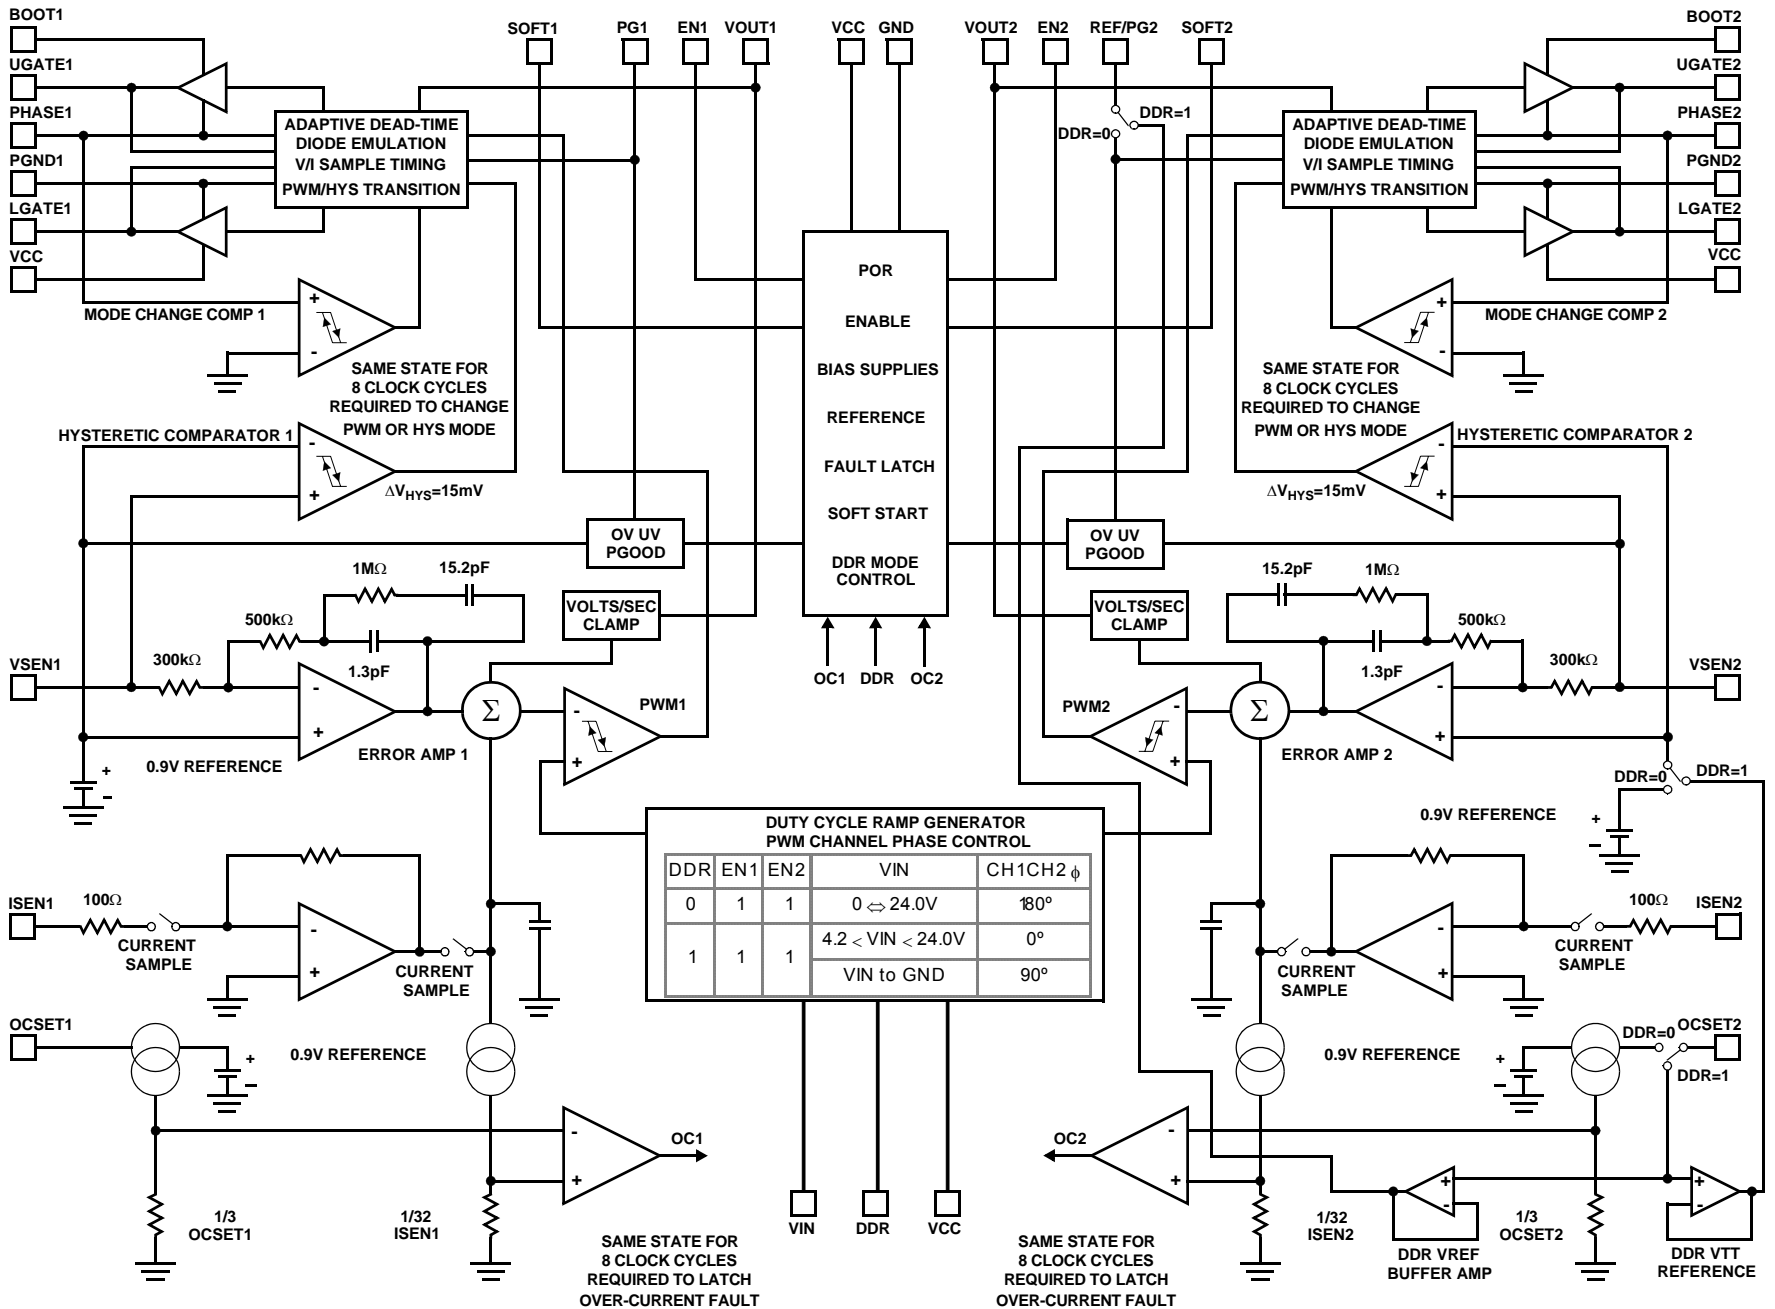 BOOT1
UGATE1
PHASE1
PGND1
LGATE1
VCC
SOFT1
PG1
EN1
VOUT1
VCC
GND
VOUT2
EN2
REF/PG2
SOFT2
BOOT2
UGATE2
PHASE2
PGND2
LGATE2
VCC
ADAPTIVE DEAD-TIME
DIODE EMULATION
V/I SAMPLE TIMING
PWM/HYS TRANSITION
DDR=1
DDR=0
ADAPTIVE DEAD-TIME
DIODE EMULATION
V/I SAMPLE TIMING
PWM/HYS TRANSITION
POR
ENABLE
BIAS SUPPLIES
REFERENCE
FAULT LATCH
SOFT START
DDR MODE
CONTROL
OC1
DDR
OC2
+
-
MODE CHANGE COMP 1
SAME STATE FOR
8 CLOCK CYCLES
REQUIRED TO CHANGE
PWM OR HYS MODE
HYSTERETIC COMPARATOR 1
-
+
ΔVHYS=15mV
+
-
MODE CHANGE COMP 2
SAME STATE FOR
8 CLOCK CYCLES
REQUIRED TO CHANGE
PWM OR HYS MODE
HYSTERETIC COMPARATOR 2
-
+
ΔVHYS=15mV
OV UV
PGOOD
OV UV
PGOOD
1MΩ
15.2pF
500kΩ
300kΩ
1.3pF
VSEN1
-
+
VOLTS/SEC
CLAMP
Σ
-
+
PWM1
ERROR AMP 1
0.9V REFERENCE
+
-
15.2pF
1MΩ
500kΩ
300kΩ
1.3pF
VSEN2
-
+
VOLTS/SEC
CLAMP
Σ
-
+
PWM2
ERROR AMP 2
DDR=0
DDR=1
0.9V REFERENCE
+
-
DUTY CYCLE RAMP GENERATOR
PWM CHANNEL PHASE CONTROL
DDR EN1 EN2 VIN CH1CH2 ϕ
0 1 1 0 ⇔ 24.0V 180º
1 1 1 4.2 < VIN < 24.0V 0º
VIN to GND 90º
ISEN1
100Ω
CURRENT
SAMPLE
-
+
CURRENT
SAMPLE
ISEN2
100Ω
CURRENT
SAMPLE
-
+
CURRENT
SAMPLE
OCSET1
+
-
0.9V REFERENCE
-
+
OC1
1/3
OCSET1
1/32
ISEN1
SAME STATE FOR
8 CLOCK CYCLES
REQUIRED TO LATCH
OVER-CURRENT FAULT
VIN
DDR
VCC
0.9V REFERENCE
+
-
DDR=0
OCSET2
DDR=1
OC2
-
+
SAME STATE FOR
8 CLOCK CYCLES
REQUIRED TO LATCH
OVER-CURRENT FAULT
1/32
ISEN2
+
-
DDR VREF
BUFFER AMP
1/3
OCSET2
+
-
DDR VTT
REFERENCE